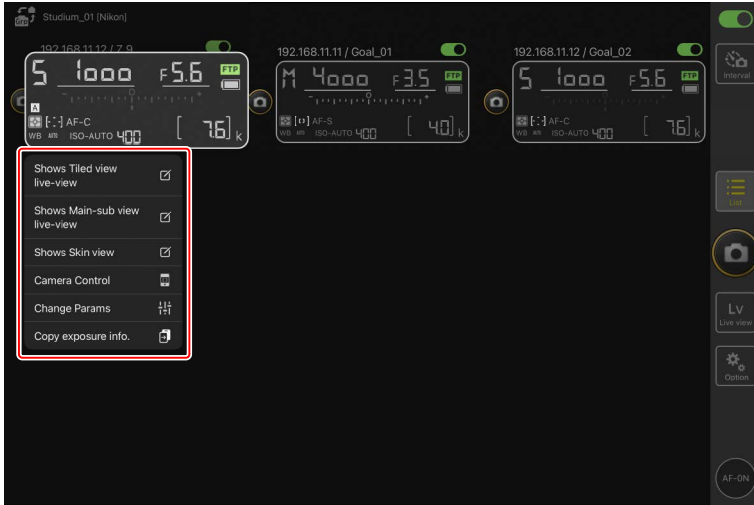 Grp
Studium_01 [Nikon]
192.168.11.12 / Z 9
192.168.11.11 / Goal_01
192.168.11.12 / Goal_02
S 1000 F5.6 FTP
A
AF-C
WB AUTO ISO-AUTO 400 [ 7.6] k
M 4000 F3.5 FTP
AF-S
WB AUTO ISO-AUTO 400 [ 4.0] k
S 1000 F5.6 FTP
AF-C
WB AUTO ISO-AUTO 400 [ 7.6] k
Shows Tiled view
live-view
Shows Main-sub view
live-view
Shows Skin view
Camera Control
Change Params
Copy exposure info.
Interval
List
Lv
Live view
Option
AF-ON